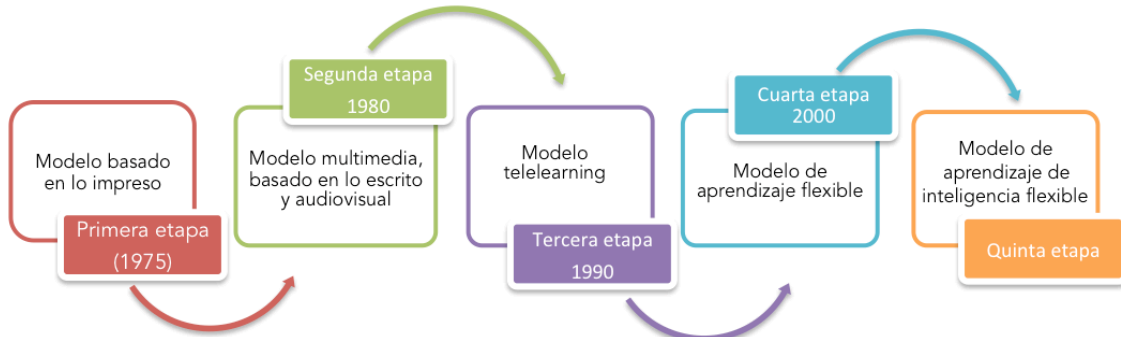 Modelo basado
en lo impreso
Primera etapa
(1975)
Segunda etapa
1980
Modelo multimedia,
basado en lo escrito
y audiovisual
Modelo
telelearning
Tercera etapa
1990
Cuarta etapa
2000
Modelo de
aprendizaje flexible
Modelo de
aprendizaje de
inteligencia flexible
Quinta etapa